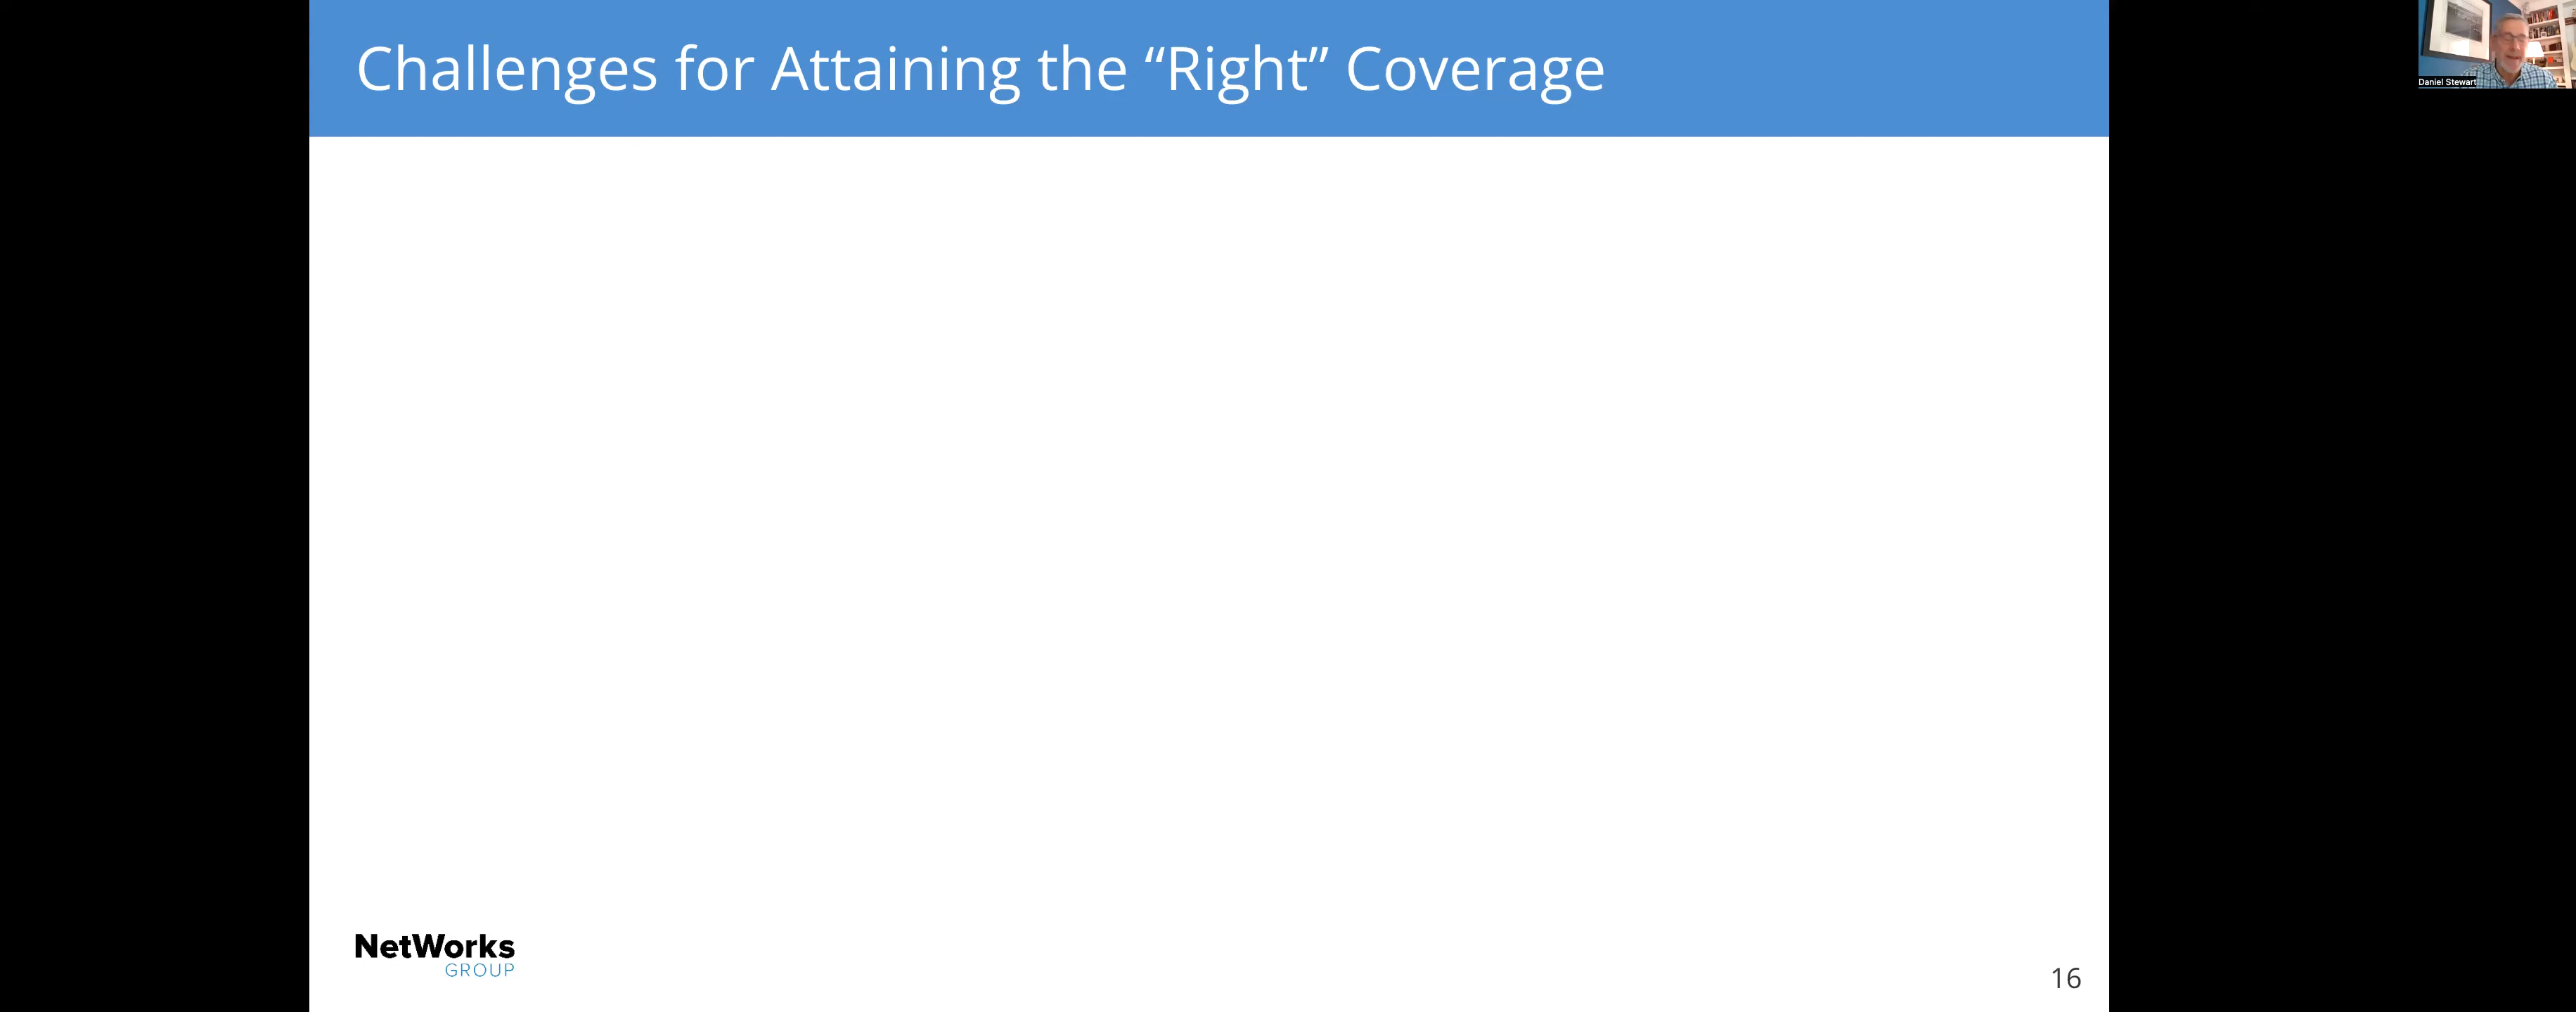 Challenges for Attaining the “Right” Coverage
Daniel Stewart
NetWorks
GROUP
16